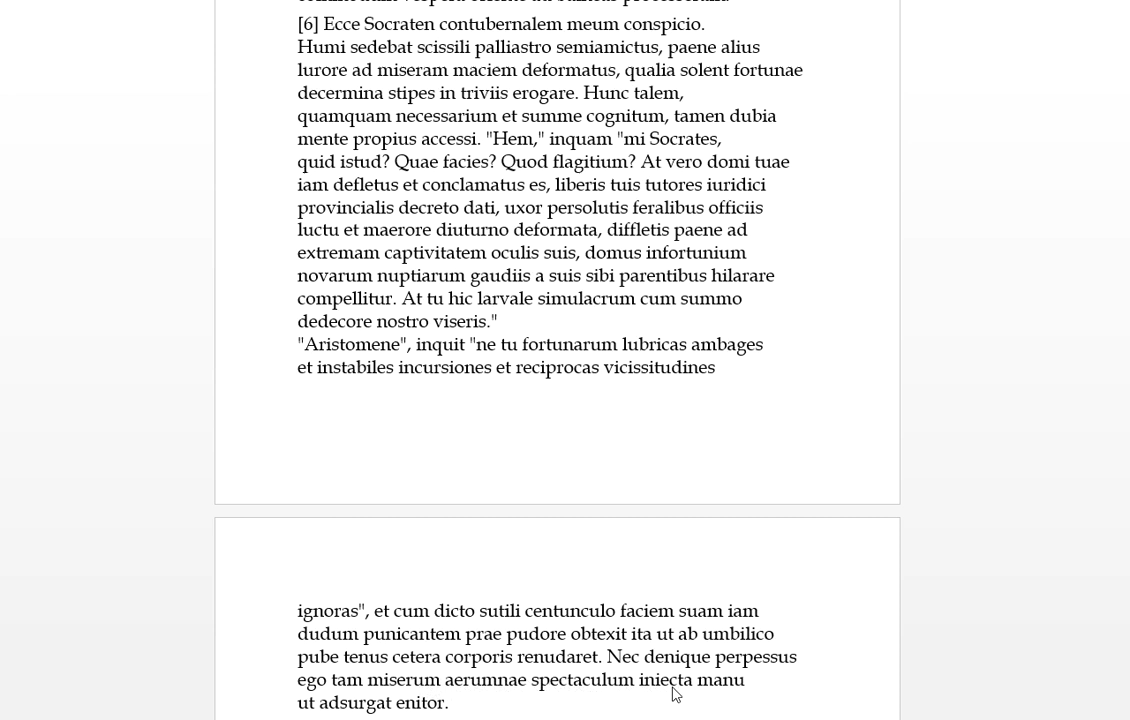 [6] Ecce Socraten contubernalem meum conspicio.
Humi sedebat scissili palliastro semiamictus, paene alius
lurore ad miseram maciem deformatus, qualia solent fortunae
decermina stipes in triviis erogare. Hunc talem,
quamquam necessarium et summe cognitum, tamen dubia
mente propius accessi. "Hem," inquam "mi Socrates,
quid istud? Quae facies? Quod flagitium? At vero domi tuae
iam defletus et conclamatus es, liberis tuis tutores iuridici
provincialis decreto dati, uxor persolutis feralibus officiis
luctu et maerore diuturno deformata, diffletis paene ad
extremam captivitatem oculis suis, domus infortunium
novarum nuptiarum gaudiis a suis sibi parentibus hilarare
compellitur. At tu hic larvale simulacrum cum summo
dedecore nostro viseris."
"Aristomene", inquit "ne tu fortunarum lubricas ambages
et instabiles incursiones et reciprocas vicissitudines
ignoras", et cum dicto sutili centunculo faciem suam iam
dudum punicantem prae pudore obtexit ita ut ab umbilico
pube tenus cetera corporis renudaret. Nec denique perpessus
ego tam miserum aerumnae spectaculum iniecta manu
ut adsurgat enitor.